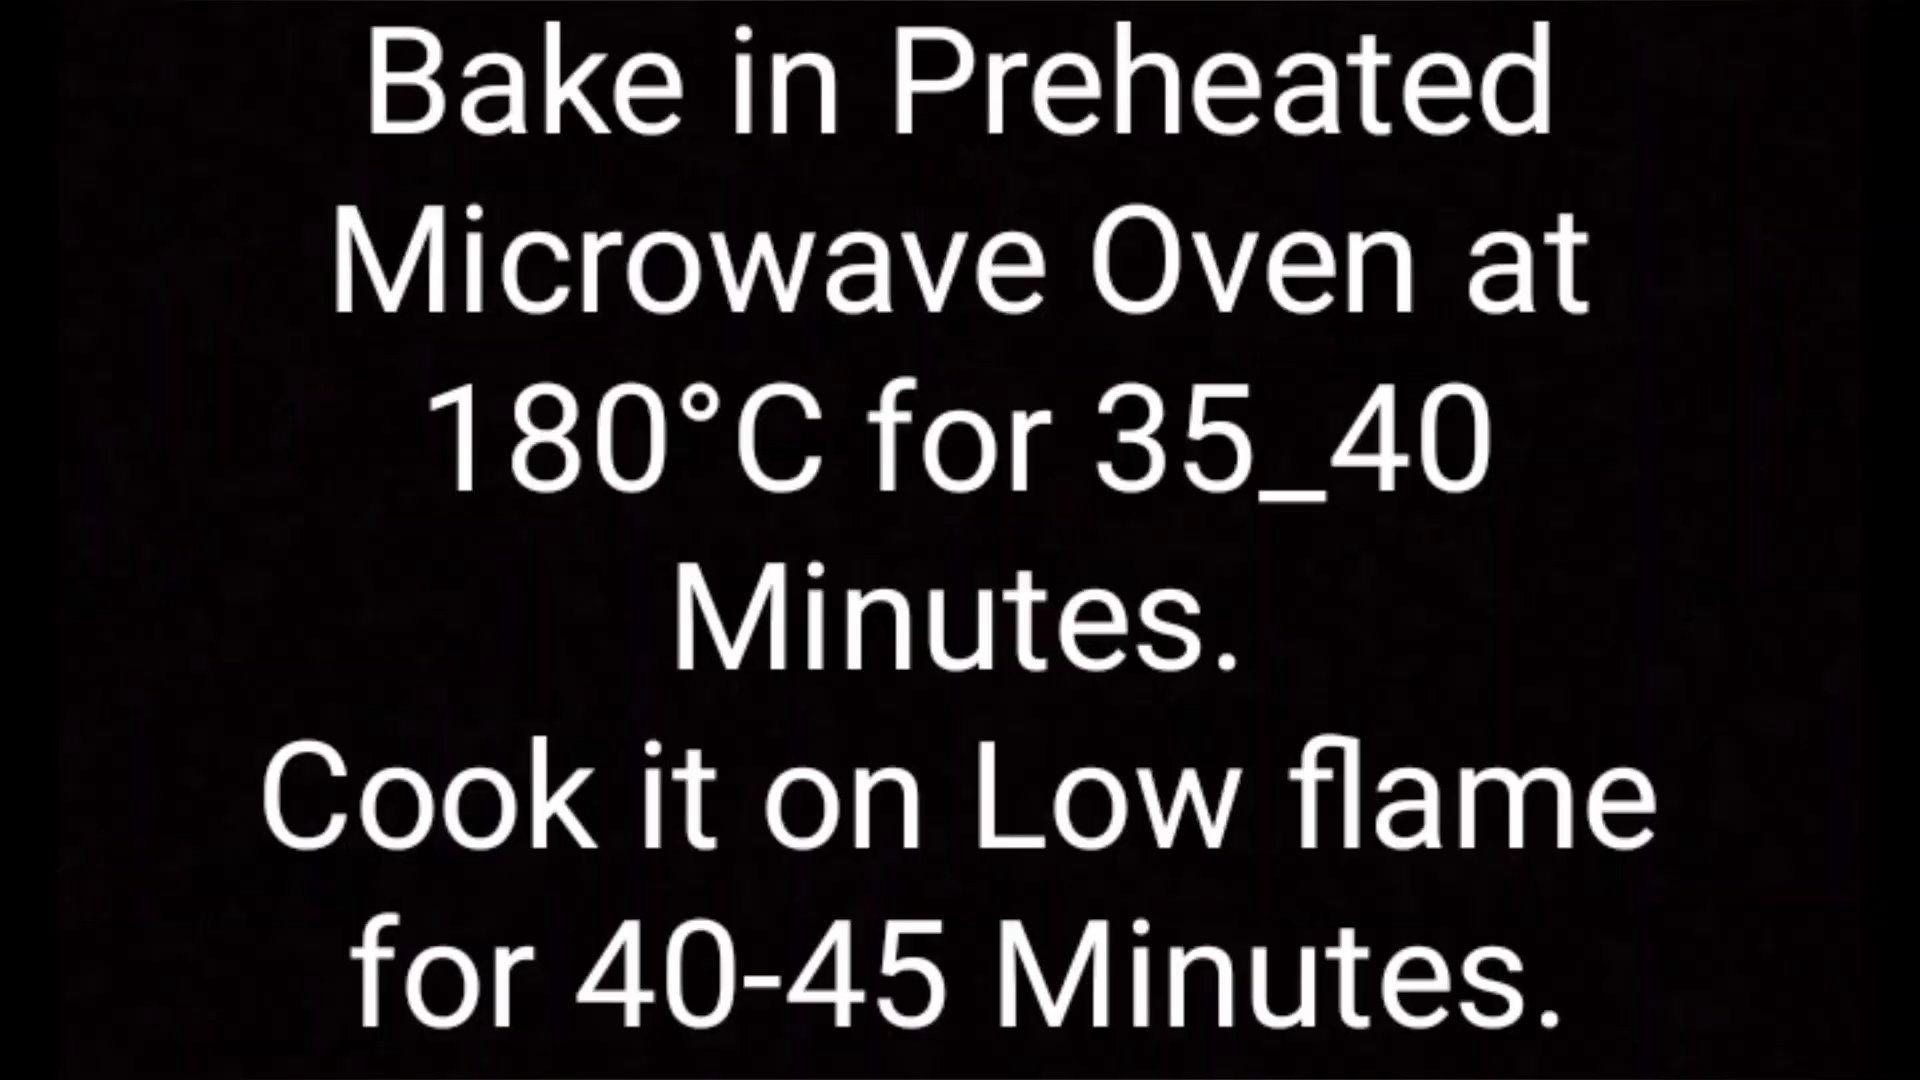 Bake in Preheated
Microwave Oven at
180°C for 35_40
Minutes.
Cook it on Low flame
for 40-45 Minutes.